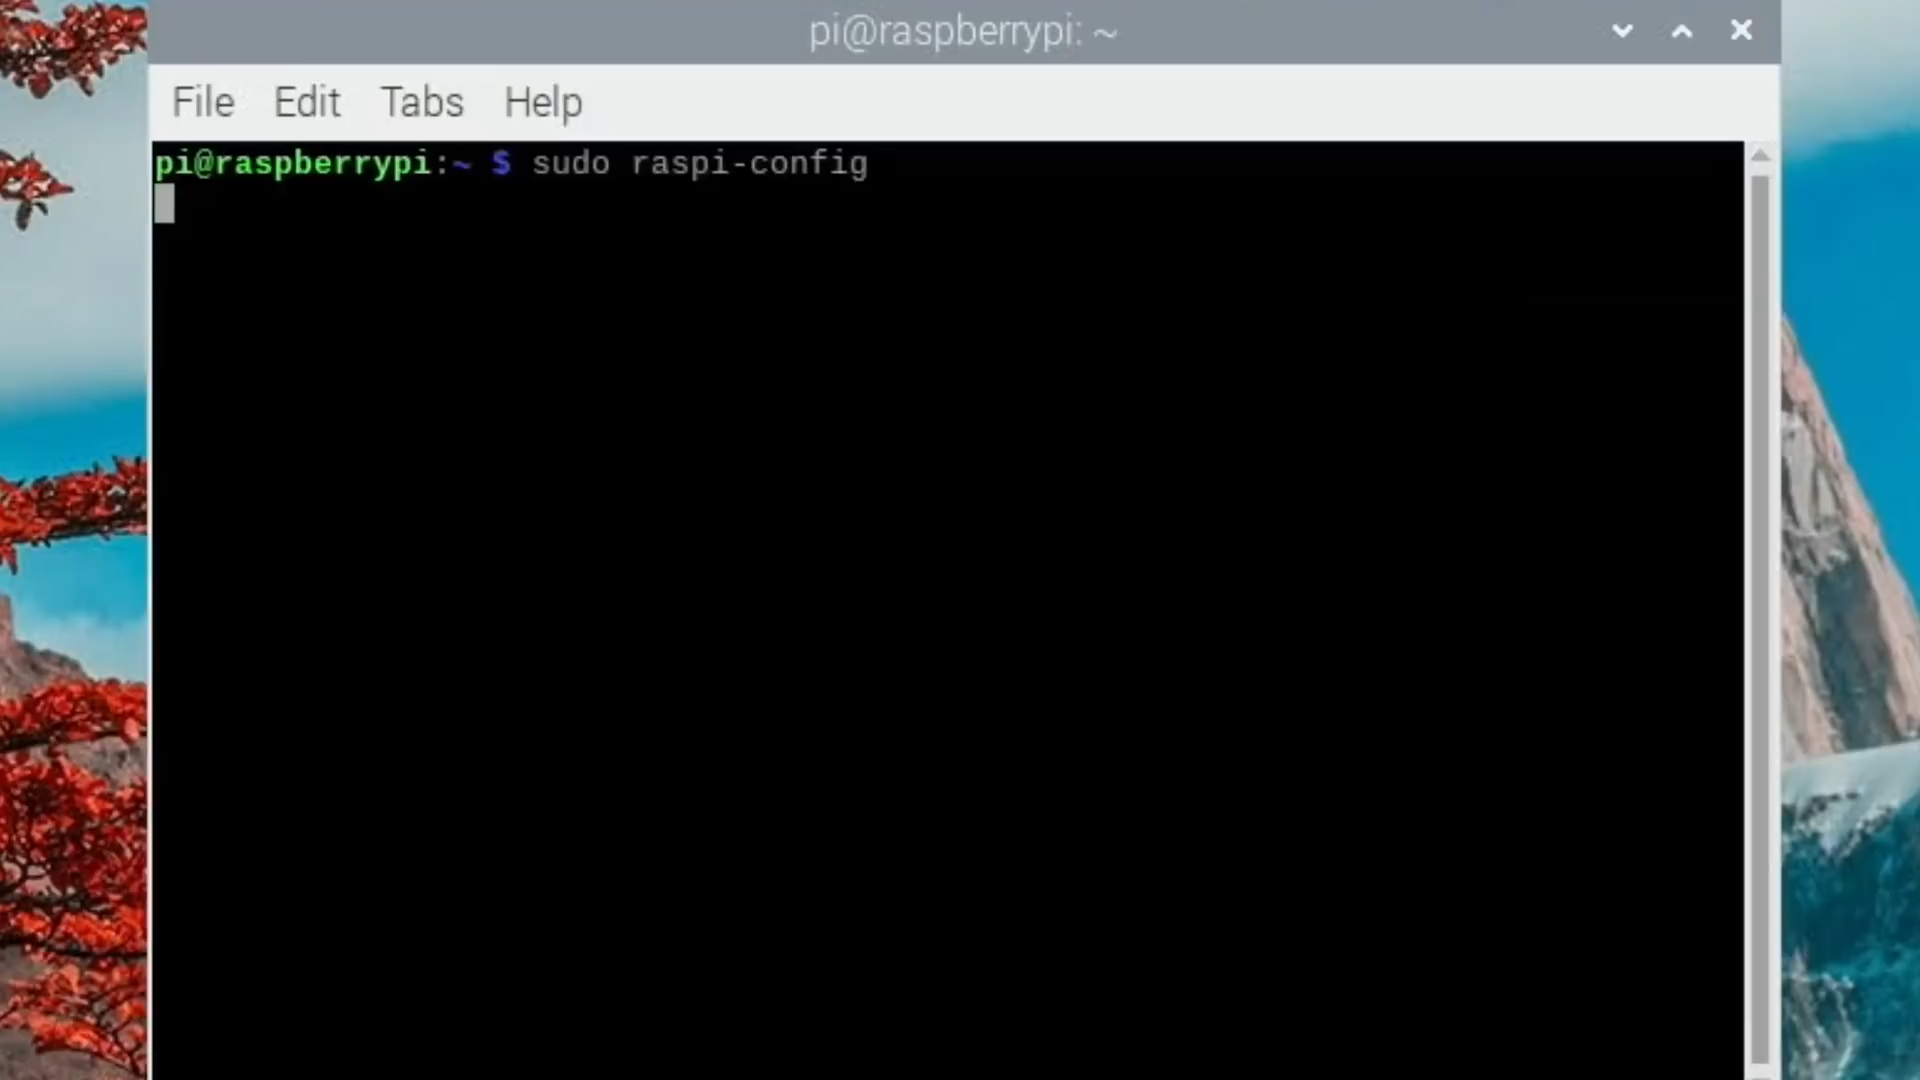 pi@raspberrypi: ~
File Edit Tabs Help
pi@raspberrypi:~ $ sudo raspi-config